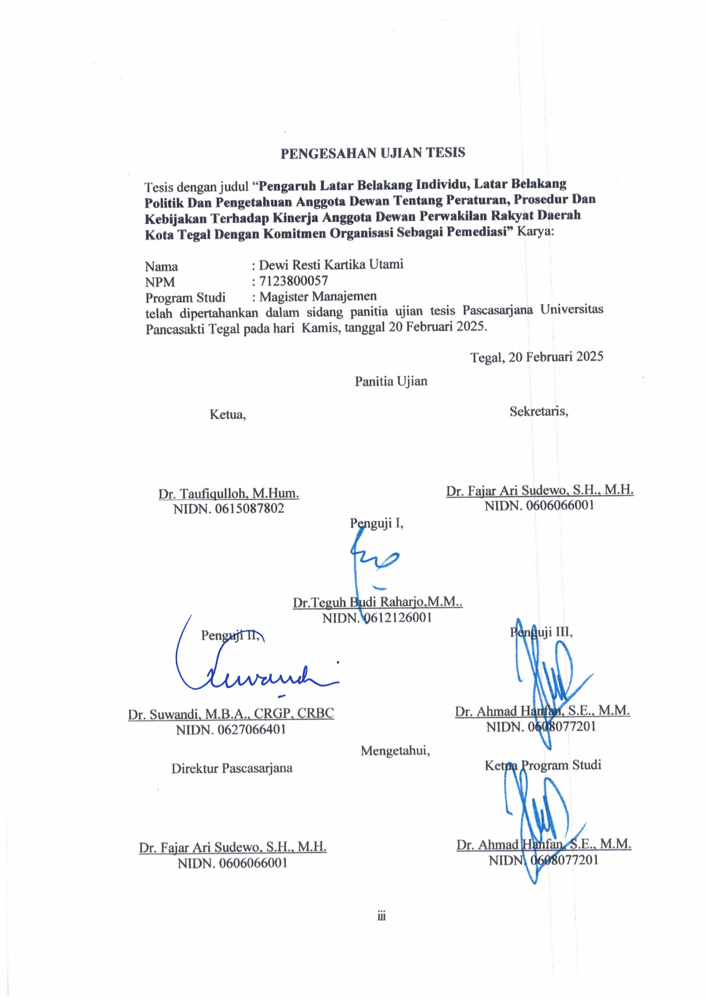 PENGESAHAN UJIAN TESIS
Tesis dengan judul “Pengaruh Latar Belakang Individu, Latar Belakang
Politik Dan Pengetahuan Anggota Dewan Tentang Peraturan, Prosedur Dan
Kebijakan Terhadap Kinerja Anggota Dewan Perwakilan Rakyat Daerah
Kota Tegal Dengan Komitmen Organisasi Sebagai Pemediasi” Karya:
Nama : Dewi Resti Kartika Utami
NPM : 7123800057
Program Studi : Magister Manajemen
telah dipertahankan dalam sidang panitia ujian tesis Pascasarjana Universitas
Pancasakti Tegal pada hari Kamis, tanggal 20 Februari 2025.
Tegal, 20 Februari 2025
Panitia Ujian
Ketua, Sekretaris,
Dr. Taufiqulloh, M.Hum. Dr. Fajar Ari Sudewo, S.H., M.H.
NIDN. 0615087802 NIDN. 0606066001
Penguji I,
Dr.Teguh Budi Raharjo,M.M..
NIDN. 0612126001
Penguji II, Penguji III,
Suwandi
Dr. Suwandi, M.B.A., CRGP, CRBC Dr. Ahmad Hanfan, S.E., M.M.
NIDN. 0627066401 NIDN. 0608077201
Mengetahui,
Direktur Pascasarjana Ketua Program Studi
Dr. Fajar Ari Sudewo, S.H., M.H. Dr. Ahmad Hanfan, S.E., M.M.
NIDN. 0606066001 NIDN. 0608077201
iii